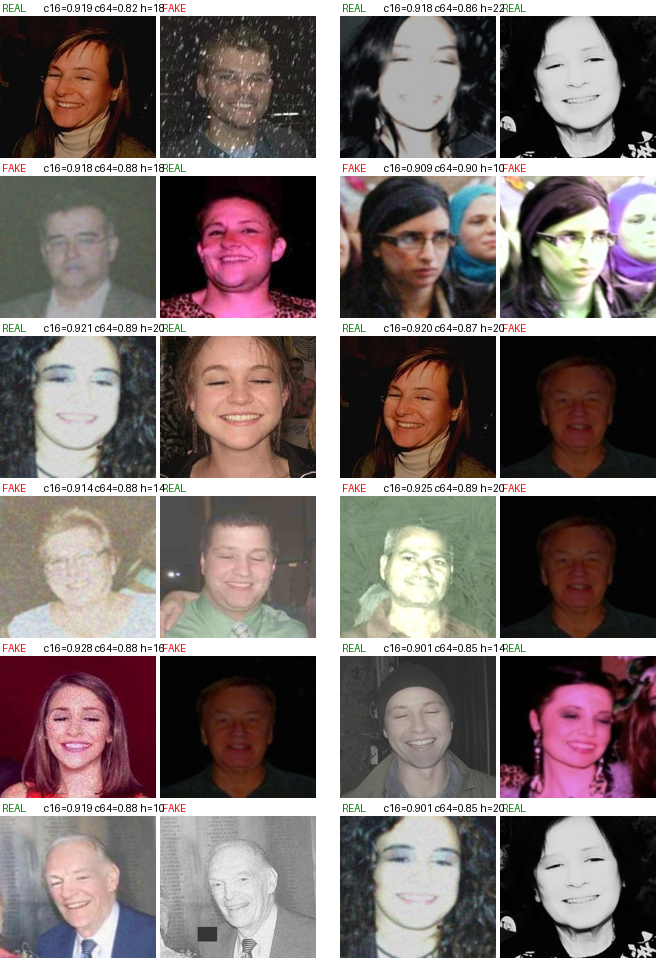 REAL c16=0.919 c64=0.82 h=18 FAKE c16=0.918 c64=0.86 h=22 REAL
FAKE c16=0.918 c64=0.88 h=18 REAL FAKE c16=0.909 c64=0.90 h=10 FAKE
REAL c16=0.921 c64=0.89 h=20 REAL REAL c16=0.920 c64=0.87 h=20 FAKE
FAKE c16=0.914 c64=0.88 h=14 REAL FAKE c16=0.925 c64=0.89 h=20 FAKE
FAKE c16=0.928 c64=0.88 h=16 FAKE REAL c16=0.901 c64=0.85 h=14 REAL
REAL c16=0.919 c64=0.88 h=10 FAKE REAL c16=0.901 c64=0.85 h=20 REAL